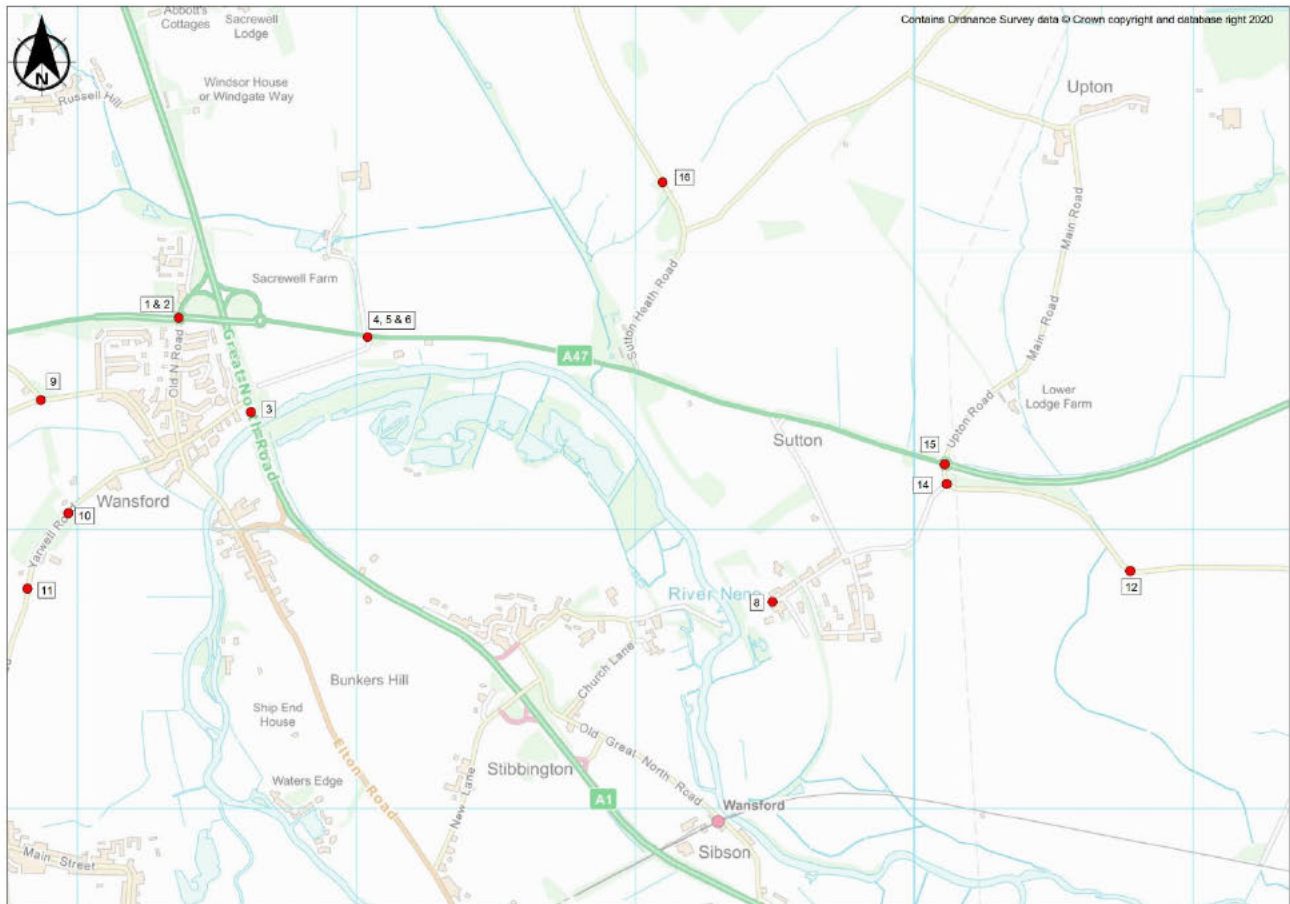 Contains Ordnance Survey data © Crown copyright and database right 2020
N
Abbott's
Cottages
Sacrewell
Lodge
Windsor House
or Windgate Way
Russell Hill
Upton
16
Main Road
Sutton Heath Road
Sacrewell Farm
1 & 2
4, 5 & 6
A47
Old N Road
Great North Road
9
3
Main Road
Lower
Lodge Farm
Upton Road
Sutton
15
14
Wansford
10
Yarwell Road
11
12
River Nene
8
Church Lane
Bunkers Hill
Ship End
House
Old Great North Road
Elton Road
New Lane
Stibbington
Waters Edge
A1
Wansford
Sibson
Main Street